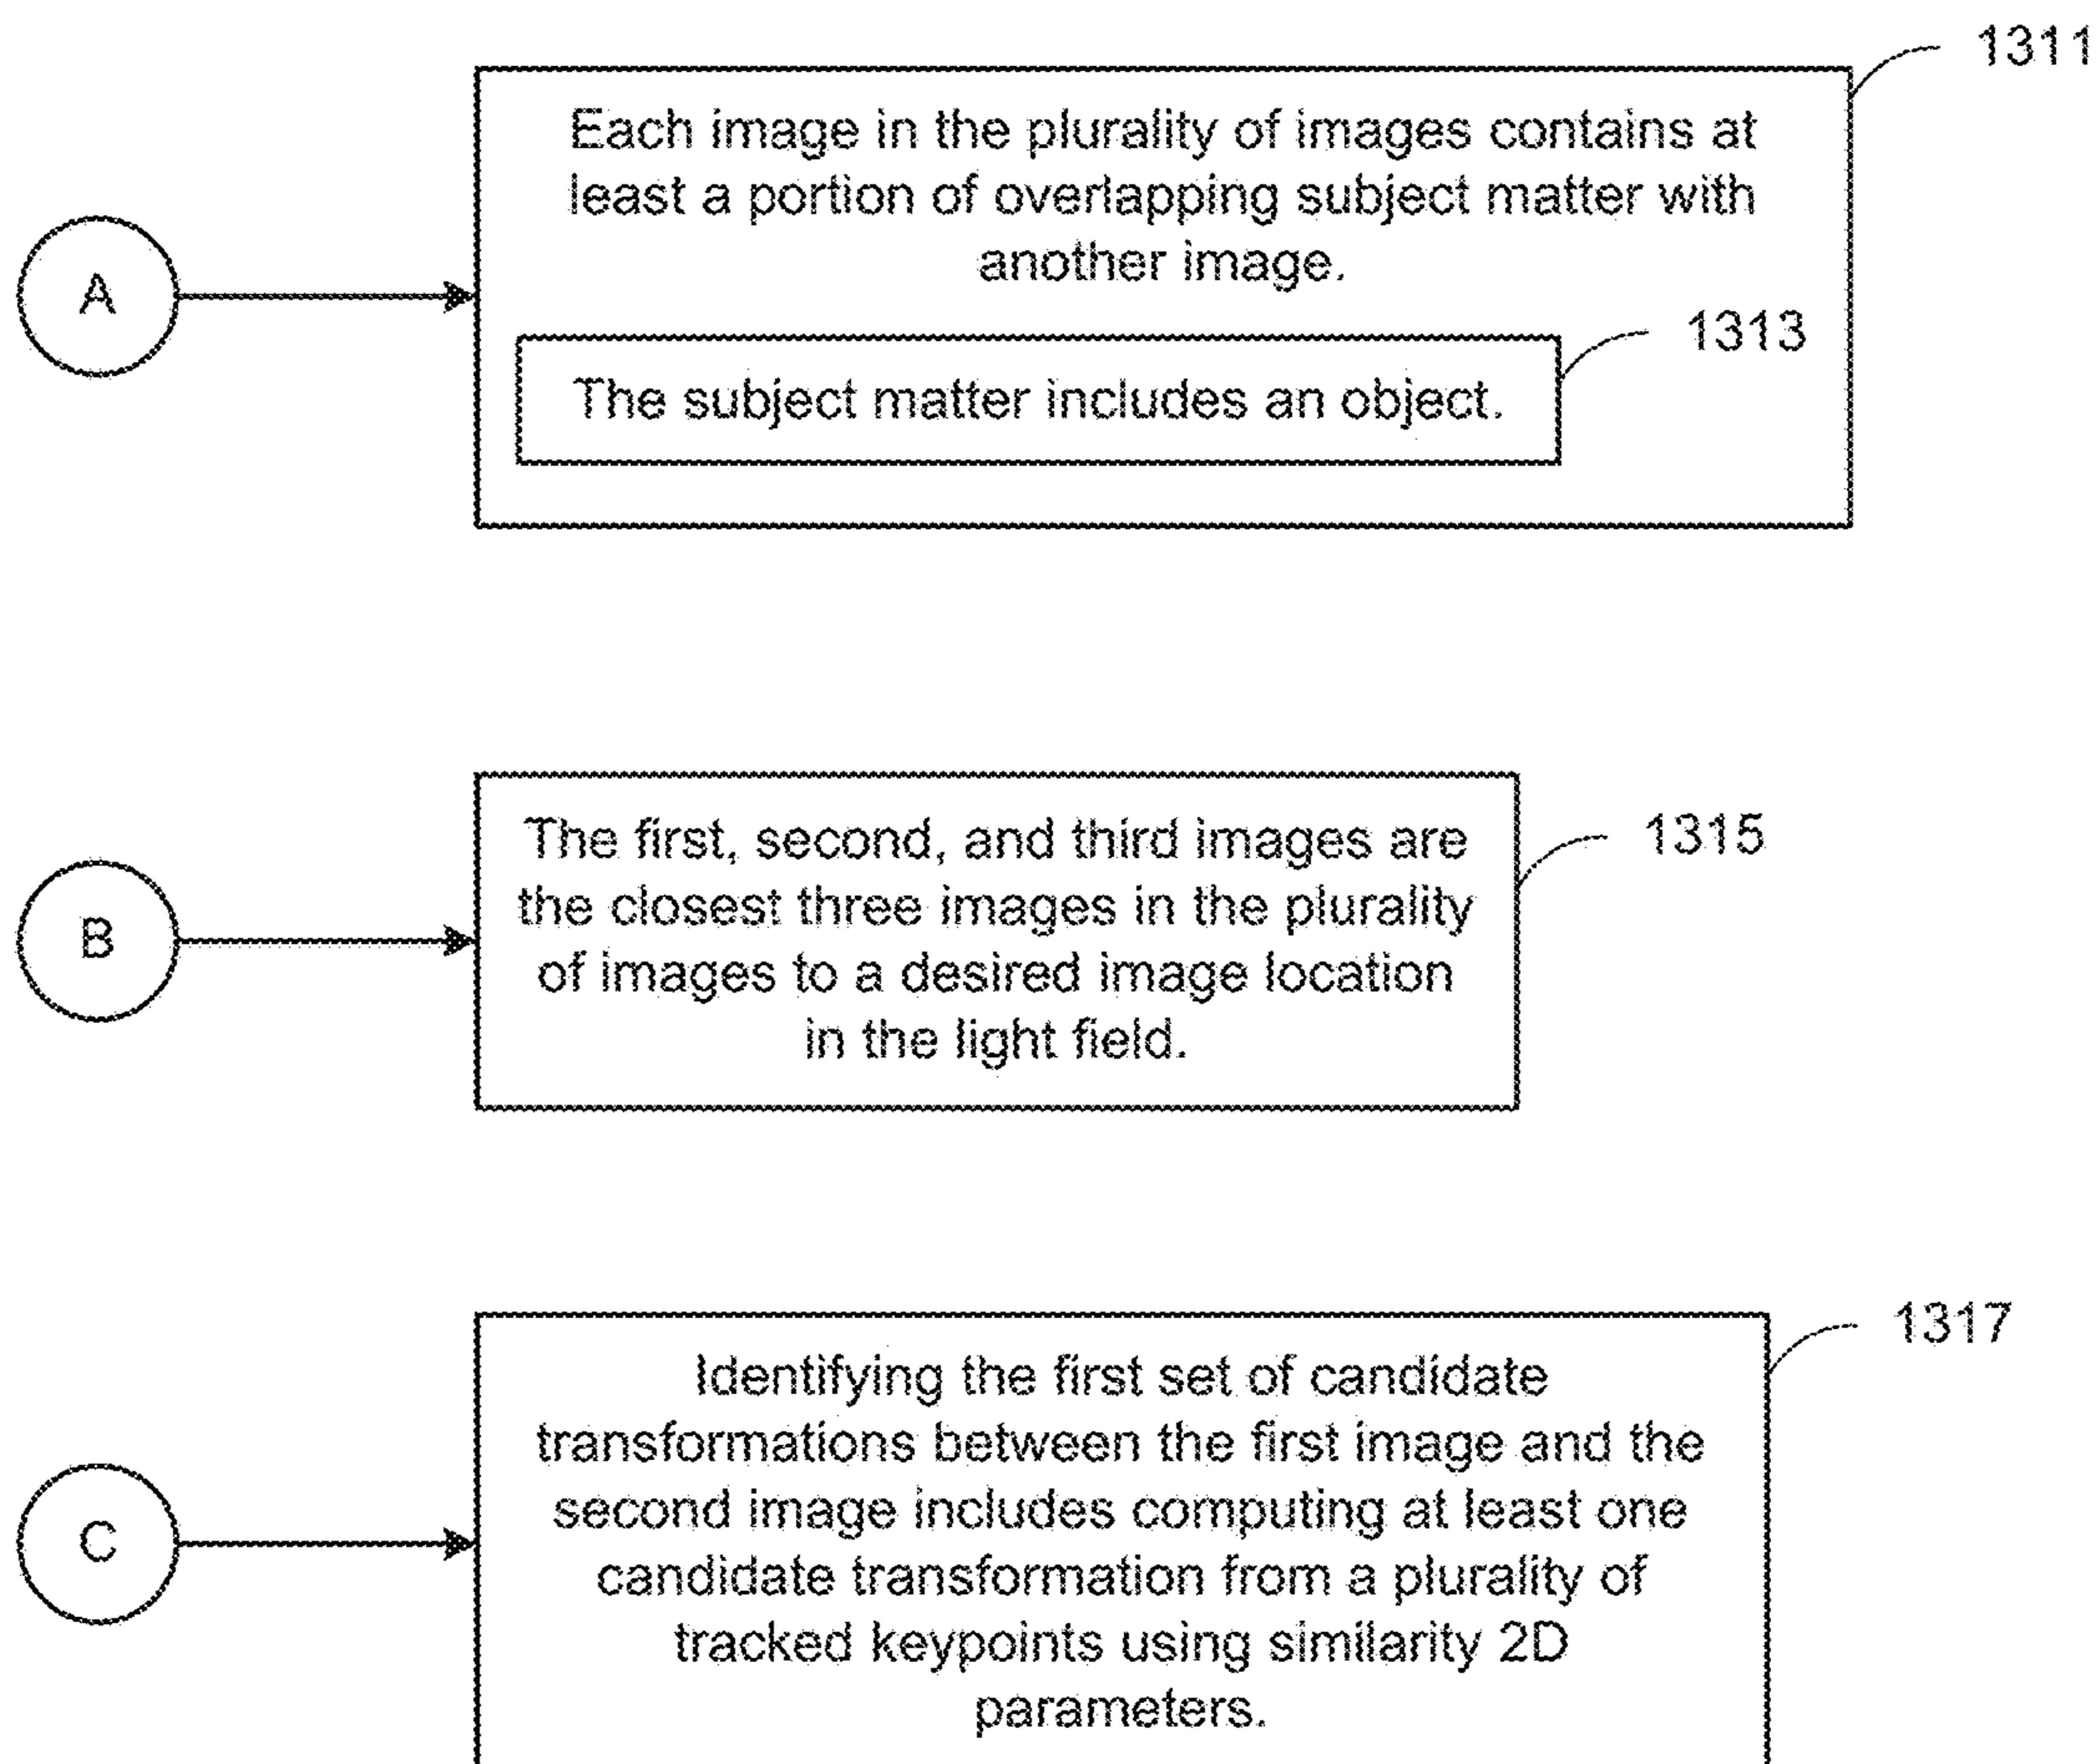 1311
Each image in the plurality of images contains at
least a portion of overlapping subject matter with
another image.
A
1313
The subject matter includes an object.
1315
The first, second, and third images are
the closest three images in the plurality
of images to a desired image location
in the light field.
B
1317
Identifying the first set of candidate
transformations between the first image and the
second image includes computing at least one
candidate transformation from a plurality of
tracked keypoints using similarity 2D
parameters.
C